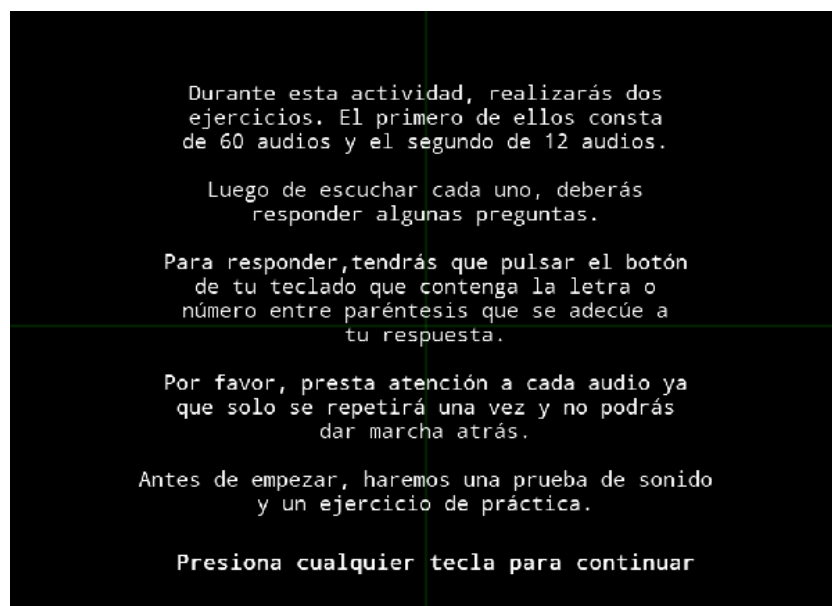 Durante esta actividad, realizarás dos
ejercicios. El primero de ellos consta
de 60 audios y el segundo de 12 audios.
Luego de escuchar cada uno, deberás
responder algunas preguntas.
Para responder,tendrás que pulsar el botón
de tu teclado que contenga la letra o
número entre paréntesis que se adecúe a
tu respuesta.
Por favor, presta atención a cada audio ya
que solo se repetirá una vez y no podrás
dar marcha atrás.
Antes de empezar, haremos una prueba de sonido
y un ejercicio de práctica.
Presiona cualquier tecla para continuar